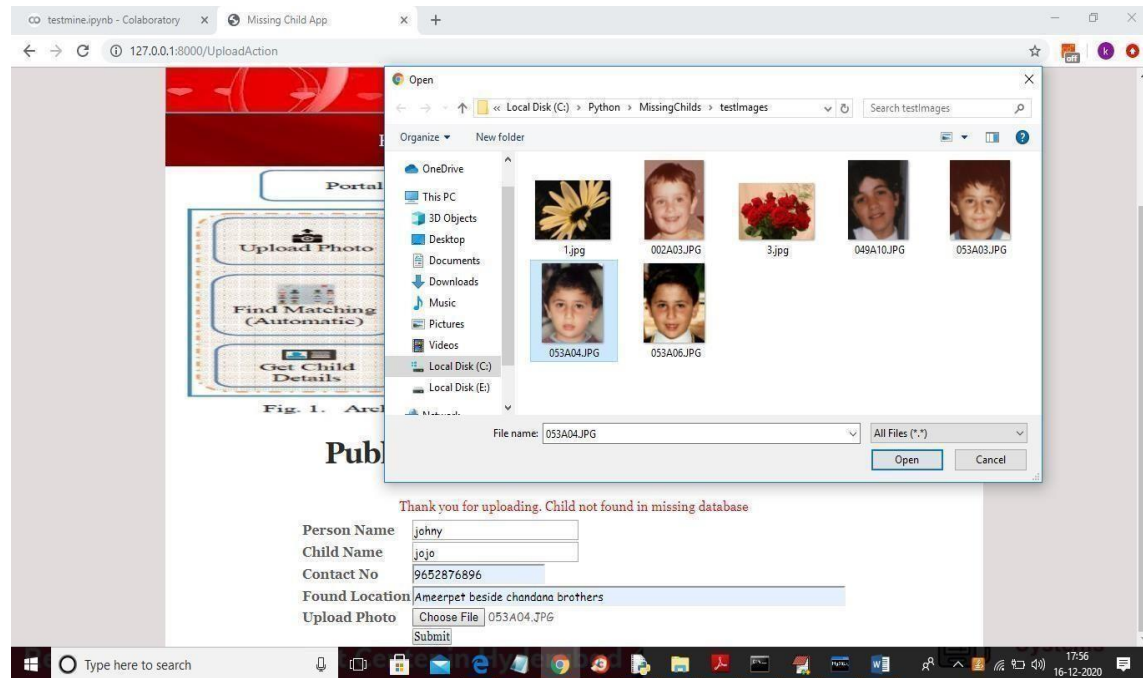 testmine.ipynb - Colaboratory
Missing Child App
127.0.0.1:8000/UploadAction
off
k
Open
« Local Disk (C:) > Python > MissingChilds > testImages
Search testImages
Organize
New folder
OneDrive
This PC
3D Objects
Desktop
Documents
Downloads
Music
Pictures
Videos
Local Disk (C:)
Local Disk (E:)
Network
1.jpg
002A03.JPG
3.jpg
049A10.JPG
053A03.JPG
053A04.JPG
053A06.JPG
File name: 053A04.JPG
All Files (*.*)
Open
Cancel
Portal
Upload Photo
Find Matching
(Automatic)
Get Child
Details
Fig. 1.
Publ
Thank you for uploading. Child not found in missing database
Person Name johny
Child Name jojo
Contact No 9652876896
Found Location Ameerpet beside chandana brothers
Upload Photo Choose File 053A04.JPG
Submit
Type here to search
17:56
16-12-2020